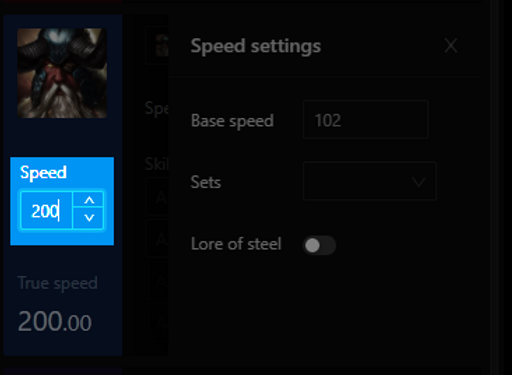 Speed settings
Speed
200
True speed
200.00
Base speed
102
Sets
Lore of steel